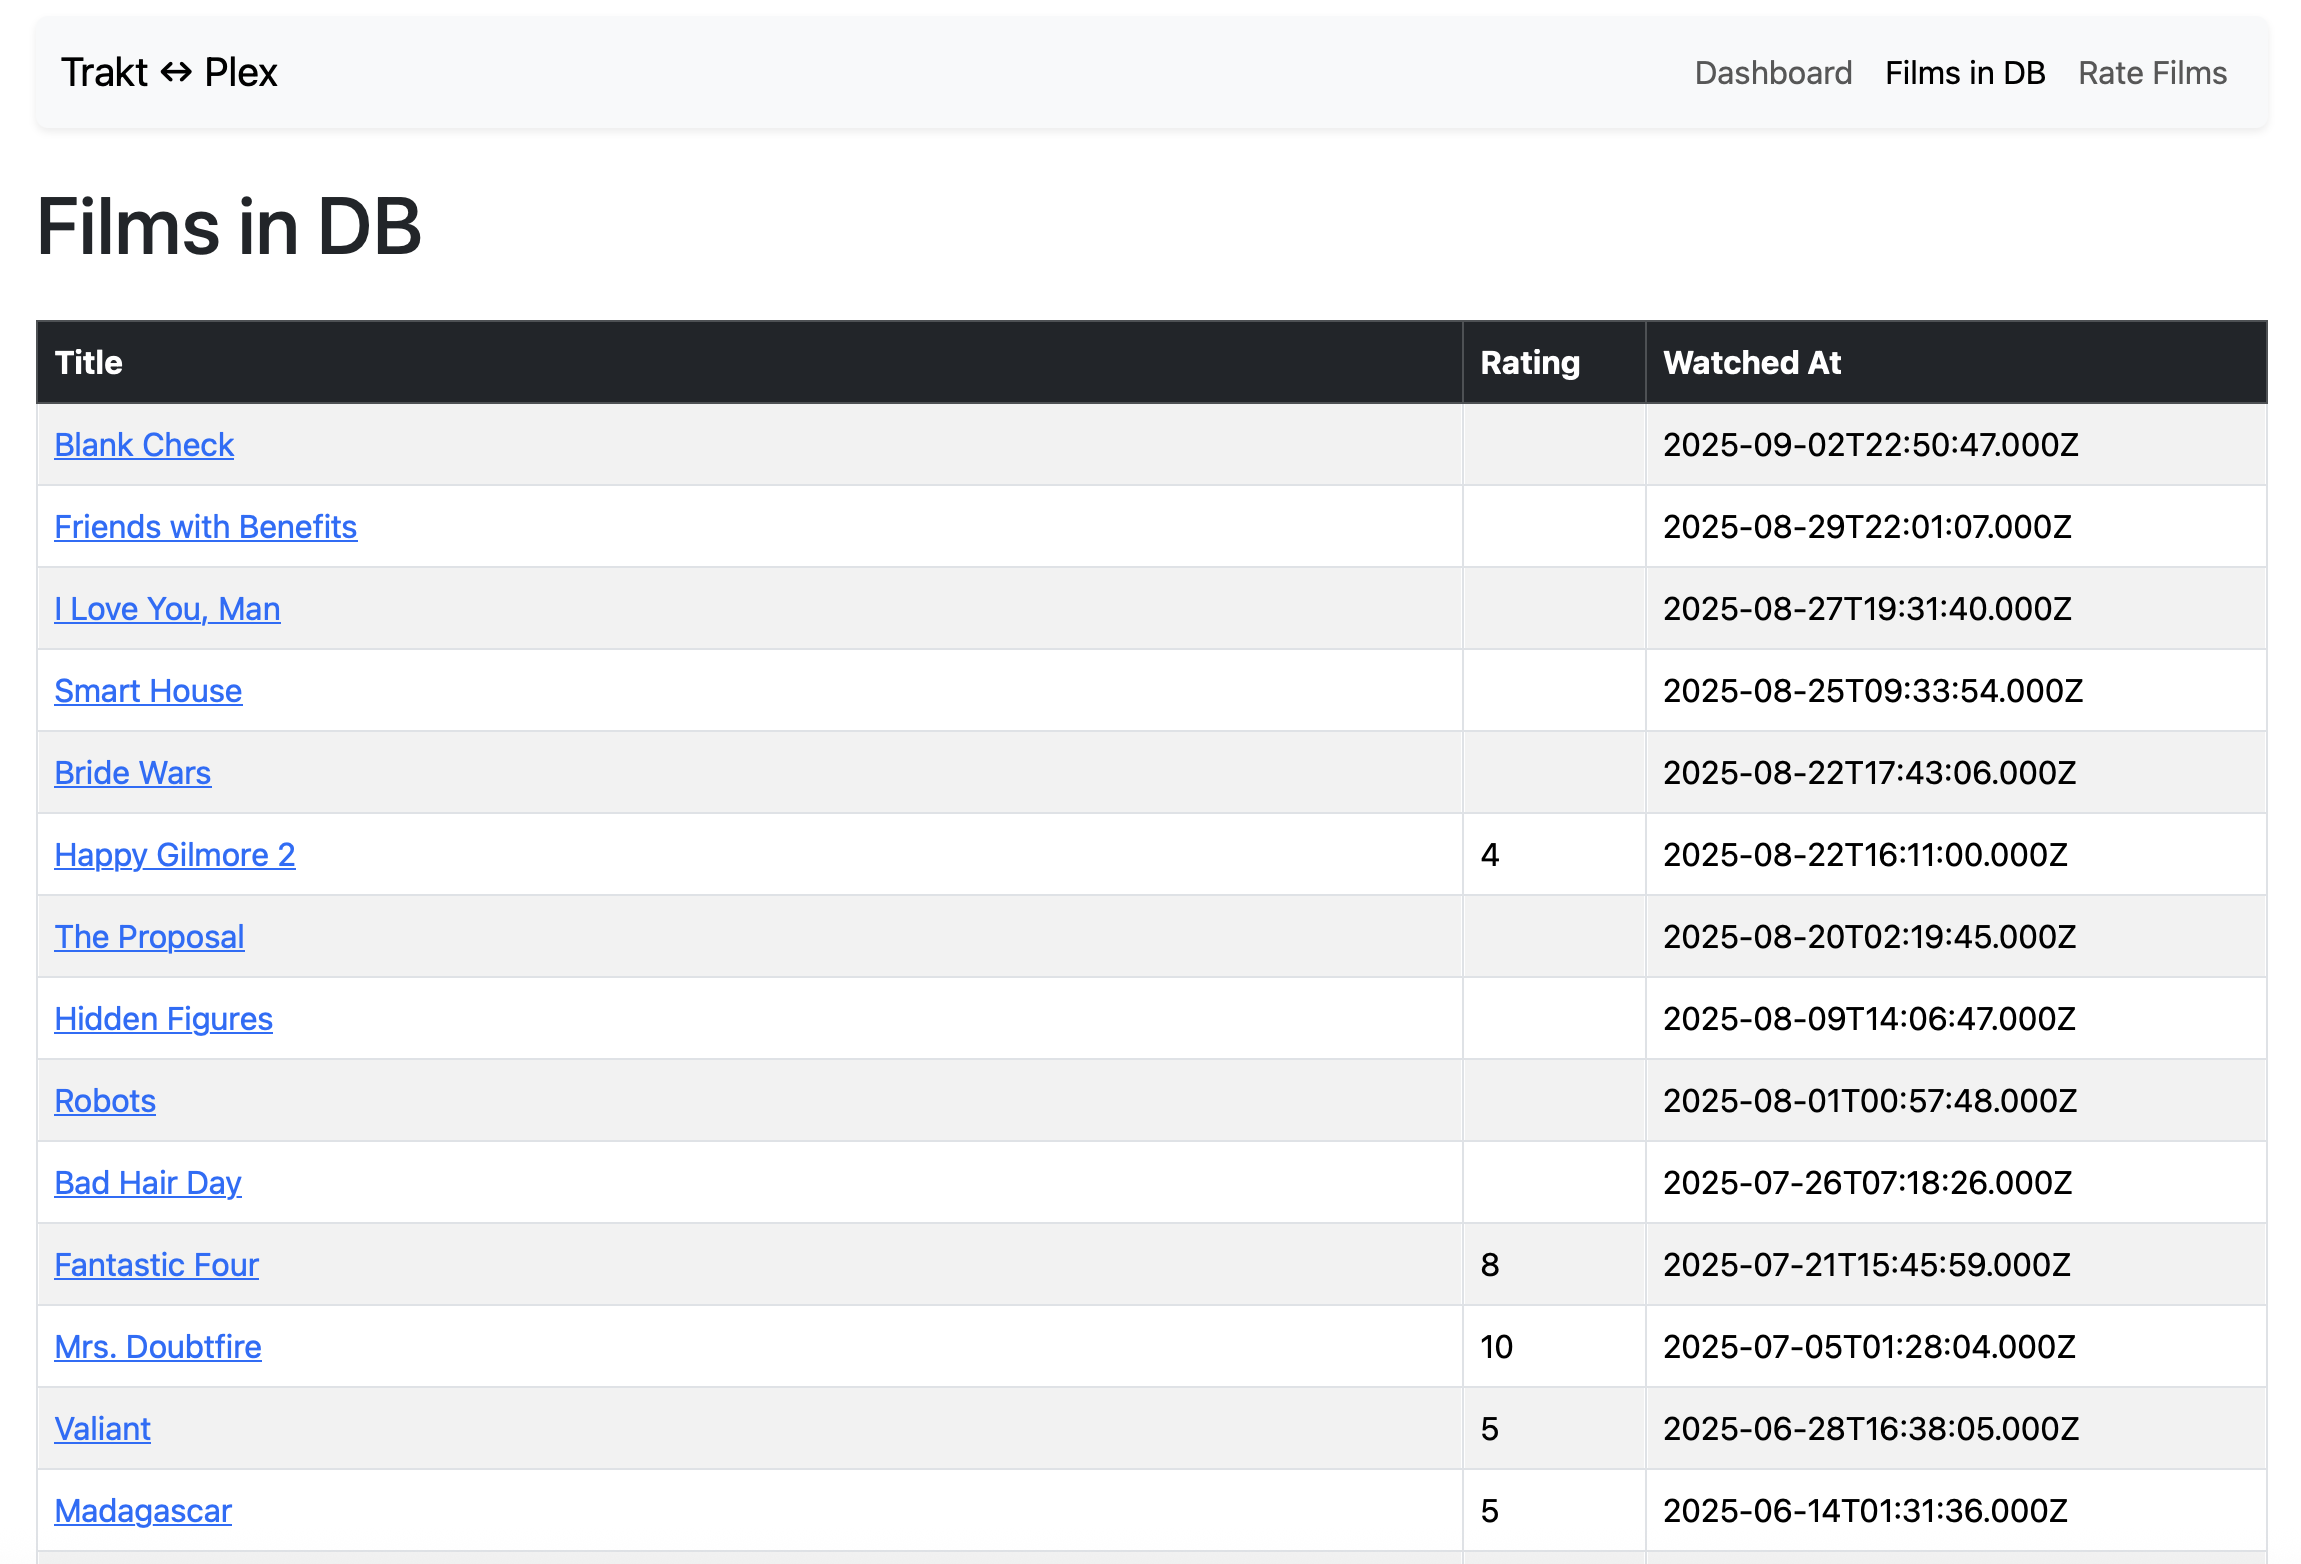 Trakt ↔ Plex
Dashboard Films in DB Rate Films
Films in DB
Title Rating Watched At
Blank Check 2025-09-02T22:50:47.000Z
Friends with Benefits 2025-08-29T22:01:07.000Z
I Love You, Man 2025-08-27T19:31:40.000Z
Smart House 2025-08-25T09:33:54.000Z
Bride Wars 2025-08-22T17:43:06.000Z
Happy Gilmore 2 4 2025-08-22T16:11:00.000Z
The Proposal 2025-08-20T02:19:45.000Z
Hidden Figures 2025-08-09T14:06:47.000Z
Robots 2025-08-01T00:57:48.000Z
Bad Hair Day 2025-07-26T07:18:26.000Z
Fantastic Four 8 2025-07-21T15:45:59.000Z
Mrs. Doubtfire 10 2025-07-05T01:28:04.000Z
Valiant 5 2025-06-28T16:38:05.000Z
Madagascar 5 2025-06-14T01:31:36.000Z